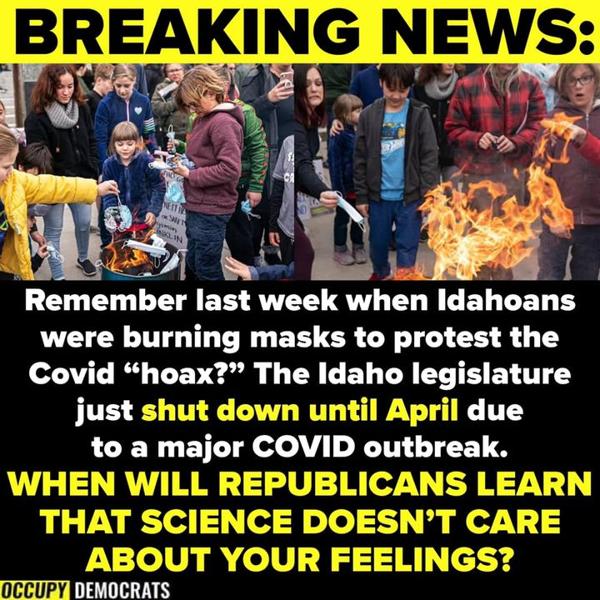 BREAKING NEWS:
Remember last week when Idahoans
were burning masks to protest the
Covid “hoax?” The Idaho legislature
just shut down until April due
to a major COVID outbreak.
WHEN WILL REPUBLICANS LEARN
THAT SCIENCE DOESN’T CARE
ABOUT YOUR FEELINGS?
OCCUPY DEMOCRATS